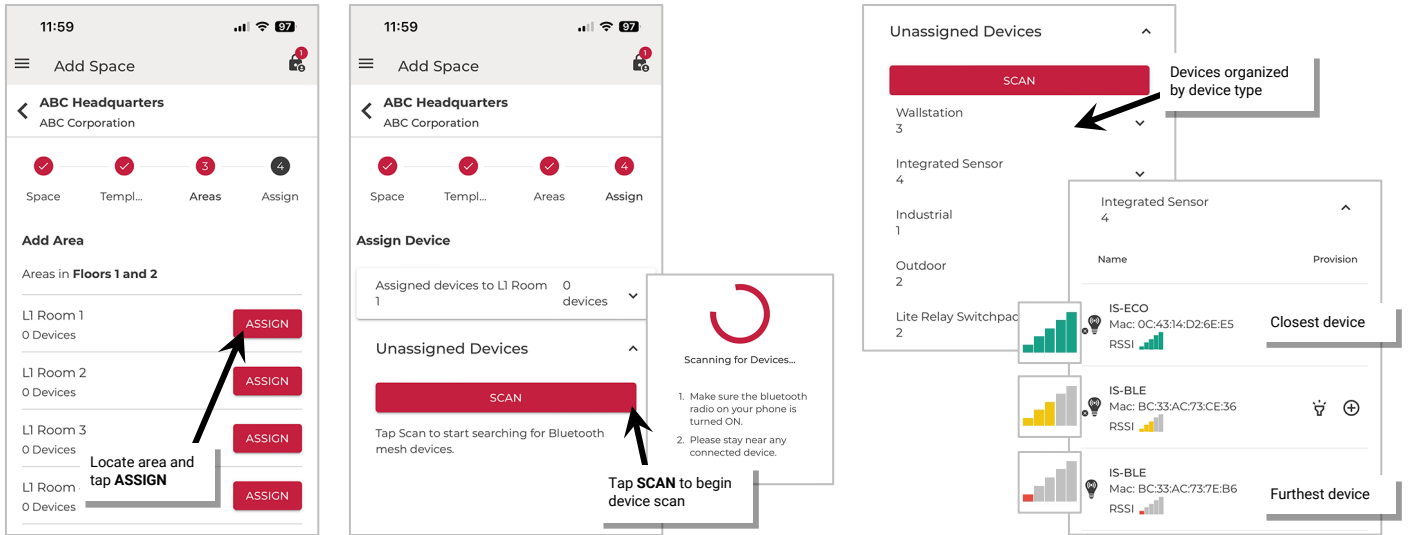 11:59
97
Add Space
1
ABC Headquarters
ABC Corporation
3
4
Space
Templ...
Areas
Assign
Add Area
Areas in Floors 1 and 2
L1 Room 1
0 Devices
ASSIGN
L1 Room 2
0 Devices
ASSIGN
L1 Room 3
0 Devices
ASSIGN
L1 Room
0 Devices
ASSIGN
Locate area and
tap ASSIGN
11:59
97
Add Space
1
ABC Headquarters
ABC Corporation
4
Space
Templ...
Areas
Assign
Assign Device
Assigned devices to L1 Room
1
0
devices
Unassigned Devices
SCAN
Tap Scan to start searching for Bluetooth
mesh devices.
Scanning for Devices...
1. Make sure the bluetooth
radio on your phone is
turned ON.
2. Please stay near any
connected device.
Tap SCAN to begin
device scan
Unassigned Devices
SCAN
Devices organized
by device type
Wallstation
3
Integrated Sensor
4
Industrial
1
Outdoor
2
Lite Relay Switchpad
2
Integrated Sensor
4
Name
Provision
IS-ECO
Mac: 0C:43:14:D2:6E:E5
RSSI
Closest device
IS-BLE
Mac: BC:33:AC:73:CE:36
RSSI
IS-BLE
Mac: BC:33:AC:73:7E:B6
RSSI
Furthest device